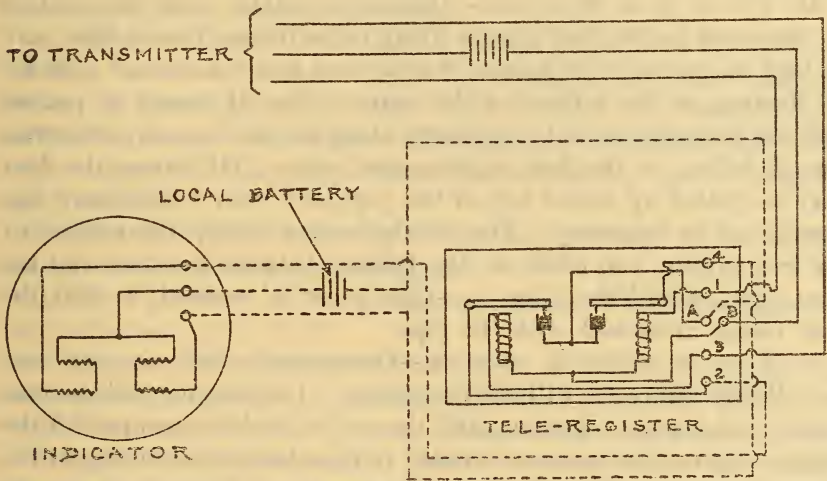 TO TRANSMITTER
LOCAL BATTERY
4
1
A
B
3
2
INDICATOR
TELE-REGISTER